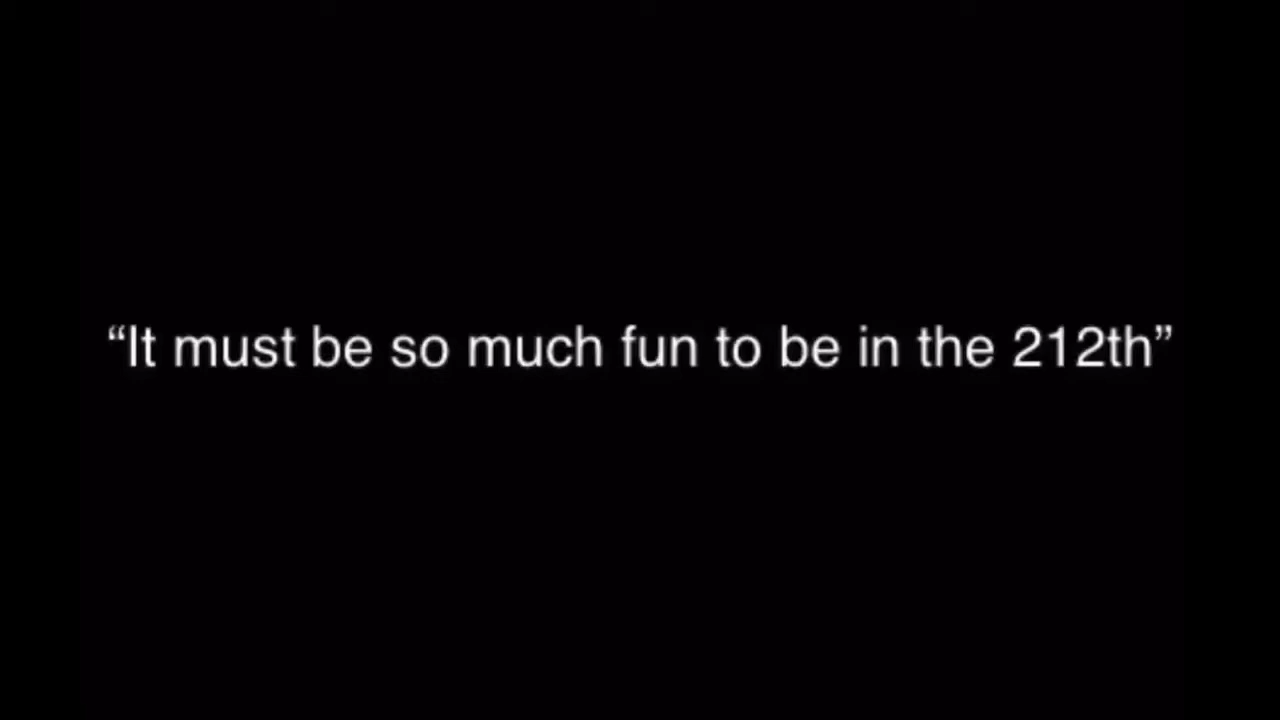 “It must be so much fun to be in the 212th”